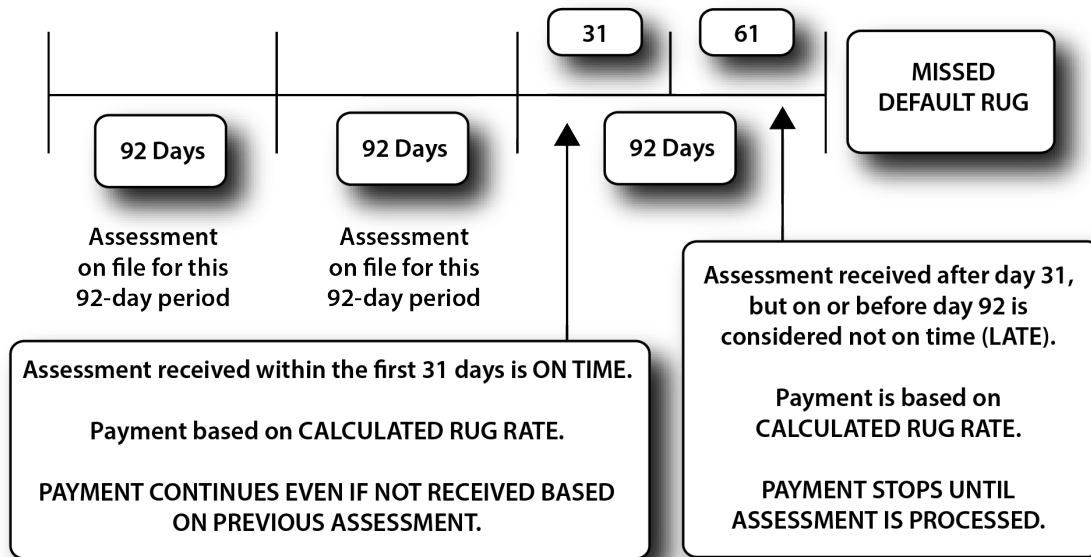 31
61
MISSED
DEFAULT RUG
92 Days
92 Days
92 Days
Assessment
on file for this
92-day period
Assessment
on file for this
92-day period
Assessment received within the first 31 days is ON TIME.
Payment based on CALCULATED RUG RATE.
PAYMENT CONTINUES EVEN IF NOT RECEIVED BASED
ON PREVIOUS ASSESSMENT.
Assessment received after day 31,
but on or before day 92 is
considered not on time (LATE).
Payment is based on
CALCULATED RUG RATE.
PAYMENT STOPS UNTIL
ASSESSMENT IS PROCESSED.